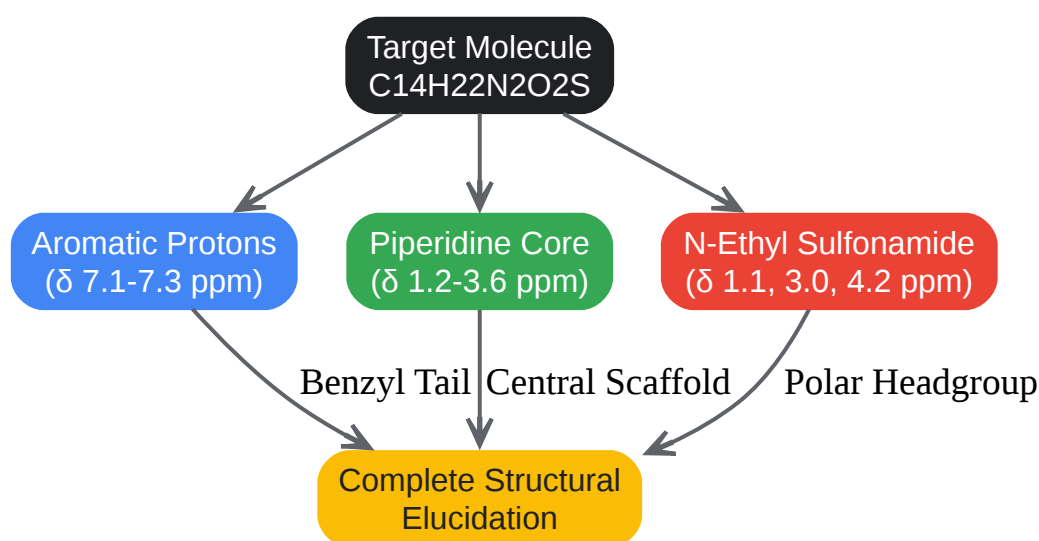 Target Molecule
C14H22N2O2S
Aromatic Protons
(δ 7.1-7.3 ppm)
Piperidine Core
(δ 1.2-3.6 ppm)
N-Ethyl Sulfonamide
(δ 1.1, 3.0, 4.2 ppm)
Benzyl Tail
Central Scaffold
Polar Headgroup
Complete Structural
Elucidation